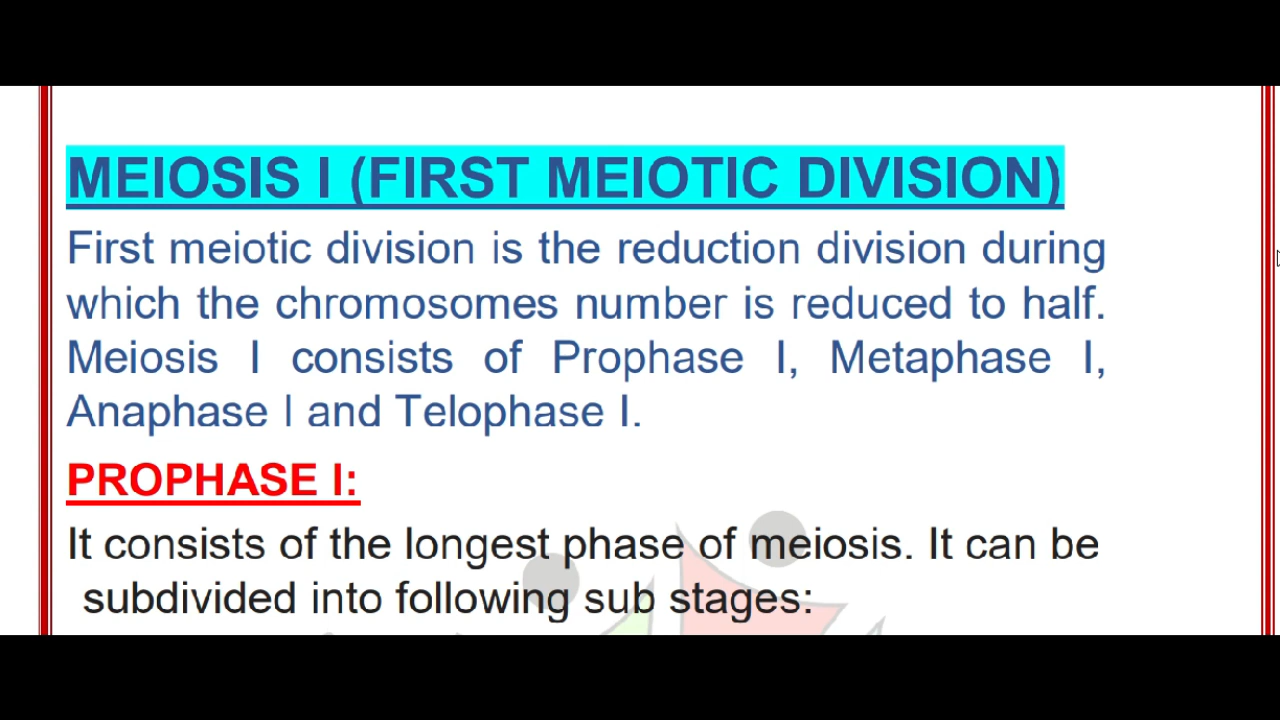 MEIOSIS I (FIRST MEIOTIC DIVISION)
First meiotic division is the reduction division during
which the chromosomes number is reduced to half.
Meiosis I consists of Prophase I, Metaphase I,
Anaphase I and Telophase I.
PROPHASE I:
It consists of the longest phase of meiosis. It can be
subdivided into following sub stages: